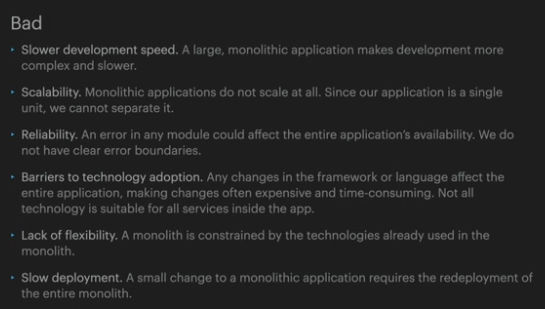 Bad
‣ Slower development speed. A large, monolithic application makes development more
complex and slower.
‣ Scalability. Monolithic applications do not scale at all. Since our application is a single
unit, we cannot separate it.
‣ Reliability. An error in any module could affect the entire application's availability. We do
not have clear error boundaries.
‣ Barriers to technology adoption. Any changes in the framework or language affect the
entire application, making changes often expensive and time-consuming. Not all
technology is suitable for all services inside the app.
‣ Lack of flexibility. A monolith is constrained by the technologies already used in the
monolith.
‣ Slow deployment. A small change to a monolithic application requires the redeployment of
the entire monolith.